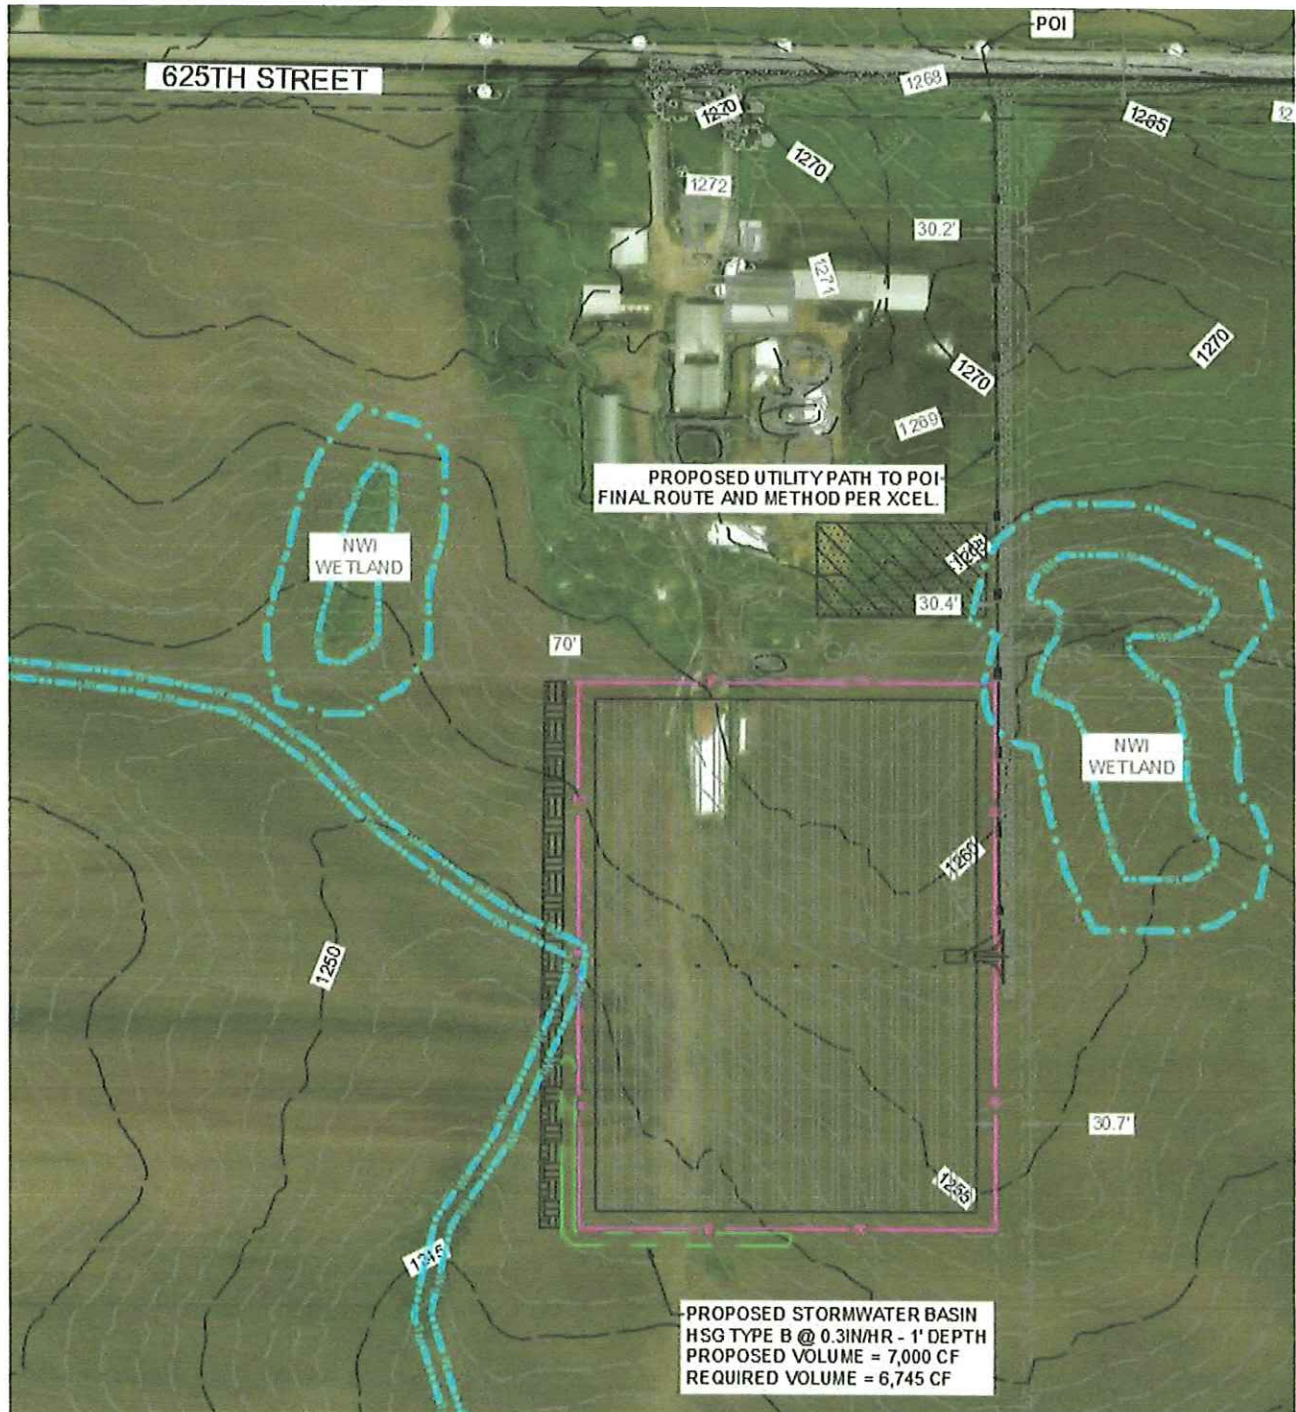 POI
625TH STREET
1268
1270
1265
12
1270
1272
30.2'
1271
1270
1270
1269
PROPOSED UTILITY PATH TO POI-
FINAL ROUTE AND METHOD PER XCEL.
NWI
WETLAND
30.4'
70'
GAS
NWI
WETLAND
1260
1250
30.7'
1255
1245
PROPOSED STORMWATER BASIN
HSG TYPE B @ 0.3IN/HR - 1' DEPTH
PROPOSED VOLUME = 7,000 CF
REQUIRED VOLUME = 6,745 CF